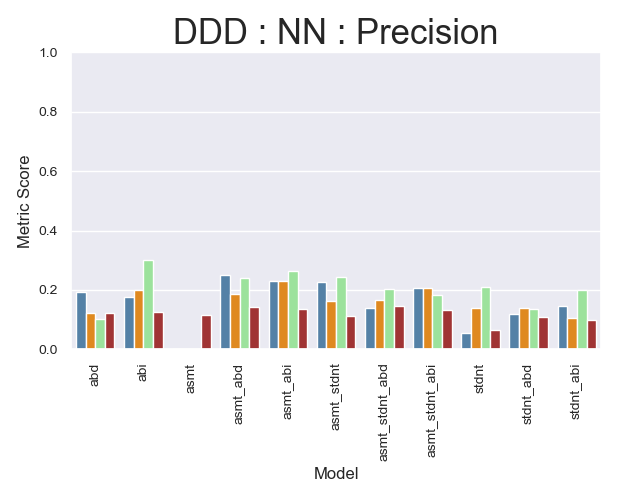 DDD : NN : Precision
1.0
0.8
0.6
0.4
0.2
0.0
Metric Score
abd
abi
asmt
asmt_abd
asmt_abi
asmt_stdnt
asmt_stdnt_abd
asmt_stdnt_abi
stdnt
stdnt_abd
stdnt_abi
Model